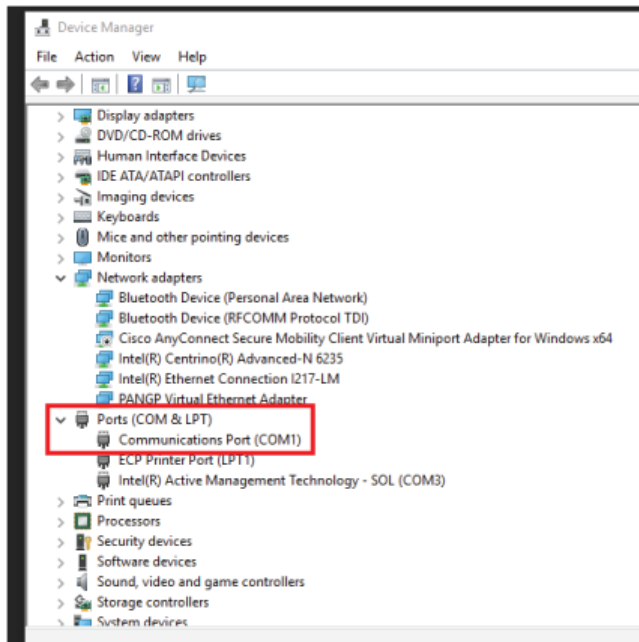 Device Manager
File Action View Help
Display adapters
DVD/CD-ROM drives
Human Interface Devices
IDE ATA/ATAPI controllers
Imaging devices
Keyboards
Mice and other pointing devices
Monitors
Network adapters
Bluetooth Device (Personal Area Network)
Bluetooth Device (RFCOMM Protocol TDI)
Cisco AnyConnect Secure Mobility Client Virtual Miniport Adapter for Windows x64
Intel(R) Centrino(R) Advanced-N 6235
Intel(R) Ethernet Connection I217-LM
PANGP Virtual Ethernet Adapter
Ports (COM & LPT)
Communications Port (COM1)
ECP Printer Port (LPT1)
Intel(R) Active Management Technology - SOL (COM3)
Print queues
Processors
Security devices
Software devices
Sound, video and game controllers
Storage controllers
System devices